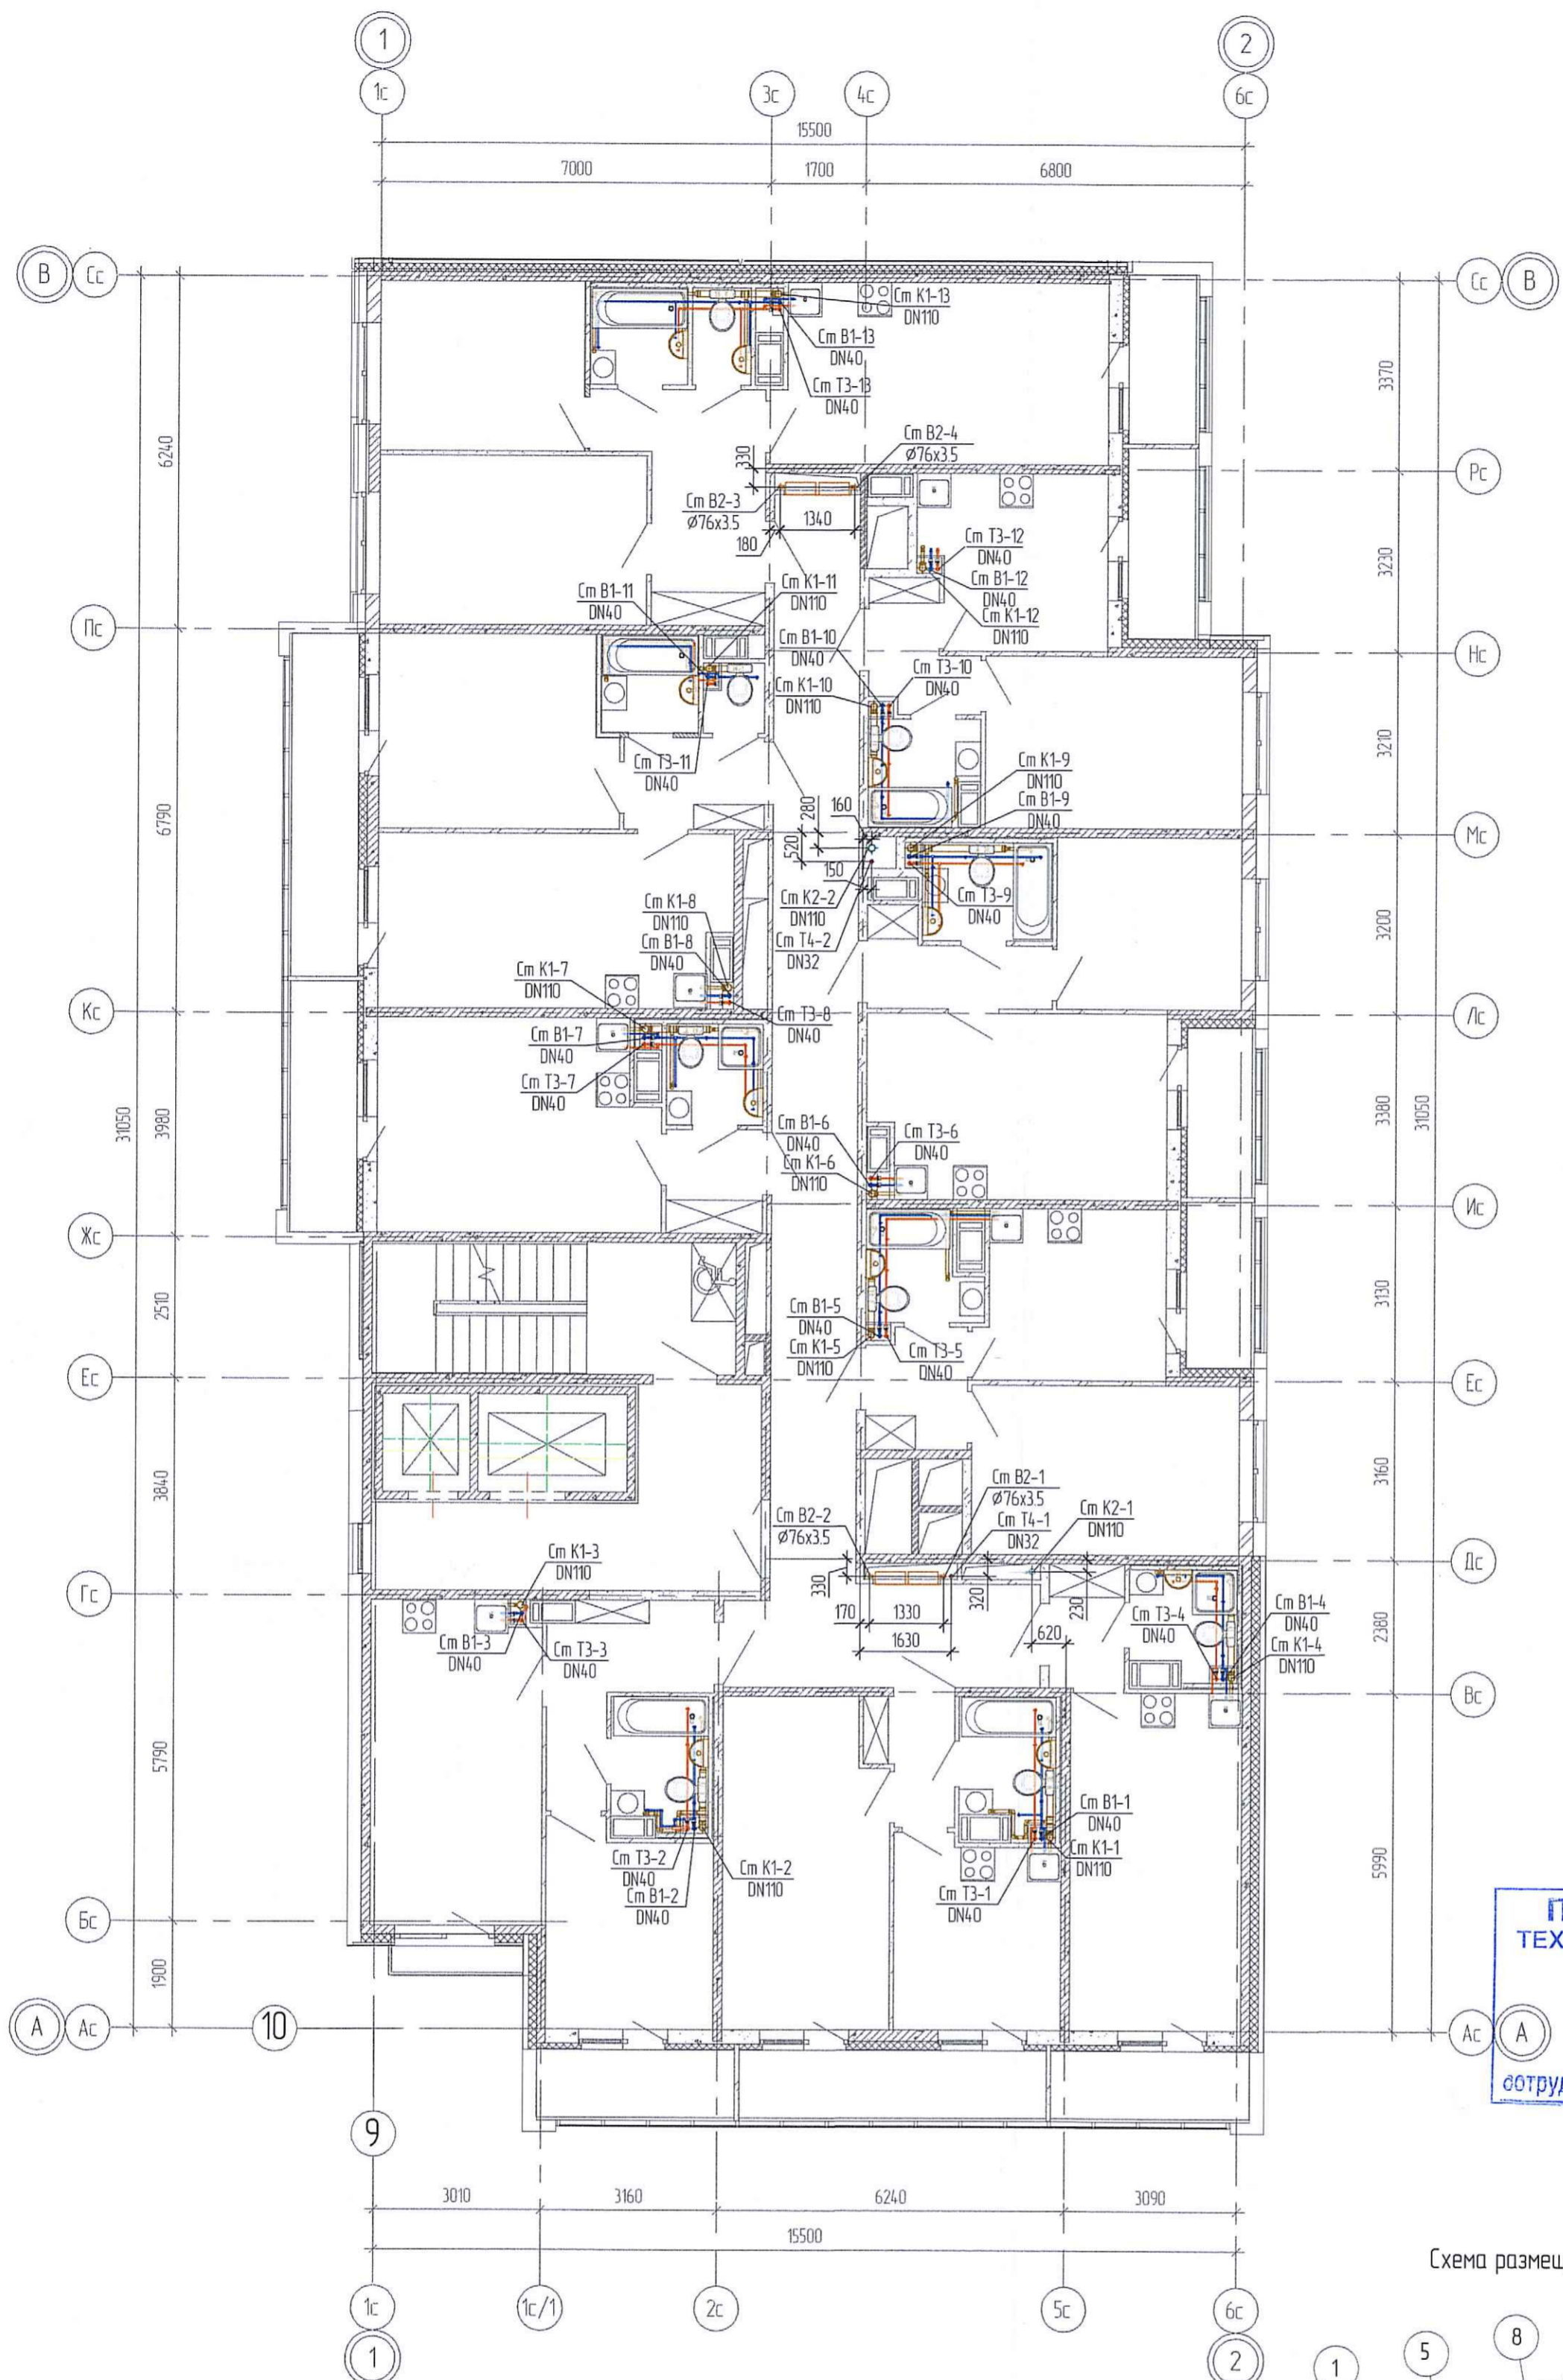 1
2
1с
3с
4с
6с
15500
7000
1700
6800
В
Сс
Сс
В
Ст К1-13
DN110
Ст В1-13
DN40
Ст Т3-13
DN40
3370
6240
Ст В2-4
Ø76х3.5
330
Рс
Ст В2-3
Ø76х3.5
1340
180
Ст Т3-12
DN40
Ст В1-12
DN40
Ст К1-12
DN110
3230
Ст В1-11
DN40
Ст К1-11
DN110
Пс
Ст В1-10
DN40
Нс
Ст Т3-10
DN40
Ст К1-10
DN110
3210
Ст Т3-11
DN40
Ст К1-9
DN110
Ст В1-9
DN40
160
280
6790
Мс
520
150
Ст К2-2
DN110
Ст Т3-9
DN40
Ст К1-8
DN110
Ст В1-8
DN40
Ст Т4-2
DN32
3200
Ст К1-7
DN110
Кс
Ст Т3-8
DN40
Лс
Ст В1-7
DN40
Ст Т3-7
DN40
31050
3980
Ст В1-6
DN40
Ст Т3-6
DN40
Ст К1-6
DN110
3380
31050
Ис
Жс
2510
Ст В1-5
DN40
Ст К1-5
DN110
Ст Т3-5
DN40
3130
Ес
Ес
3840
3160
Ст В2-1
Ø76х3.5
Ст В2-2
Ø76х3.5
Ст Т4-1
DN32
Ст К2-1
DN110
Ст К1-3
DN110
Дс
Гс
330
320
230
170
1330
1630
620
Ст Т3-4
DN40
Ст В1-4
DN40
Ст К1-4
DN110
2380
Ст В1-3
DN40
Ст Т3-3
DN40
Вс
5790
Ст В1-1
DN40
Ст К1-1
DN110
Ст Т3-2
DN40
Ст К1-2
DN110
Ст В1-2
DN40
Ст Т3-1
DN40
5990
Бс
1900
ТЕХ
А
Ас
10
Ас
А
сотруд
9
3010
3160
6240
3090
15500
Схема размещ
1с
1с/1
2с
5с
6с
1
2
1
5
8